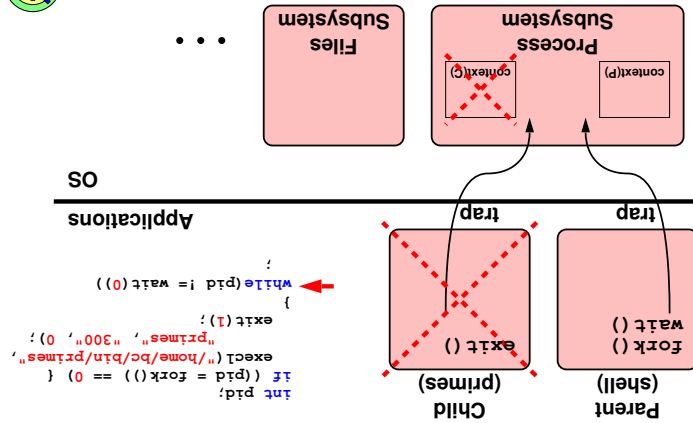 Parent
(shell)
fork()
wait()
Child
(primes)
exit()
int pid;
if ((pid = fork()) == 0) {
execl("/home/bc/bin/primes",
"primes", "300", 0);
exit(1);
}
while(pid != wait(0))
;
trap
trap
Applications
OS
context(P)
context(C)
Process
Subsystem
Files
Subsystem
. . .